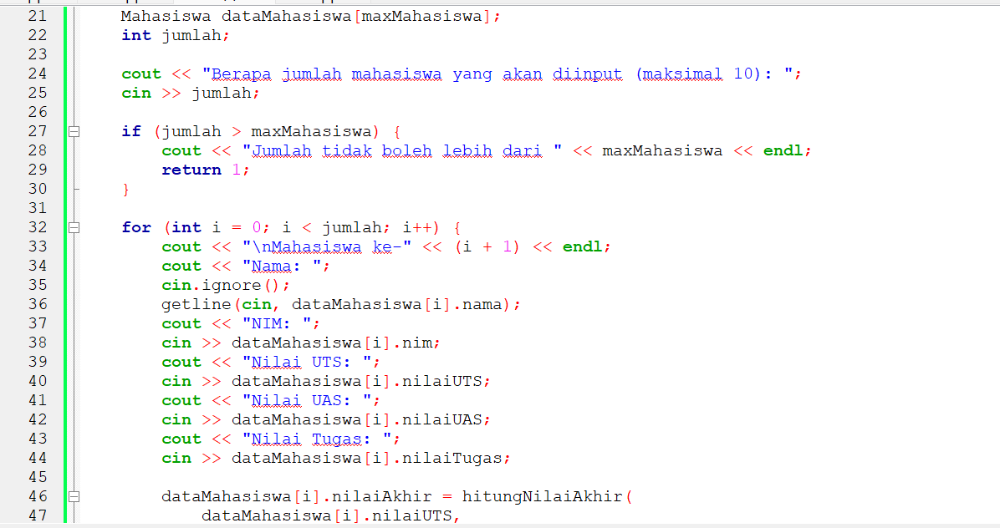 21 Mahasiswa dataMahasiswa[maxMahasiswa];
22 int jumlah;
23
24 cout << "Berapa jumlah mahasiswa yang akan diinput (maksimal 10): ";
25 cin >> jumlah;
26
27 if (jumlah > maxMahasiswa) {
28 cout << "Jumlah tidak boleh lebih dari " << maxMahasiswa << endl;
29 return 1;
30 }
31
32 for (int i = 0; i < jumlah; i++) {
33 cout << "\nMahasiswa ke-" << (i + 1) << endl;
34 cout << "Nama: ";
35 cin.ignore();
36 getline(cin, dataMahasiswa[i].nama);
37 cout << "NIM: ";
38 cin >> dataMahasiswa[i].nim;
39 cout << "Nilai UTS: ";
40 cin >> dataMahasiswa[i].nilaiUTS;
41 cout << "Nilai UAS: ";
42 cin >> dataMahasiswa[i].nilaiUAS;
43 cout << "Nilai Tugas: ";
44 cin >> dataMahasiswa[i].nilaiTugas;
45
46 dataMahasiswa[i].nilaiAkhir = hitungNilaiAkhir(
47 dataMahasiswa[i].nilaiUTS,